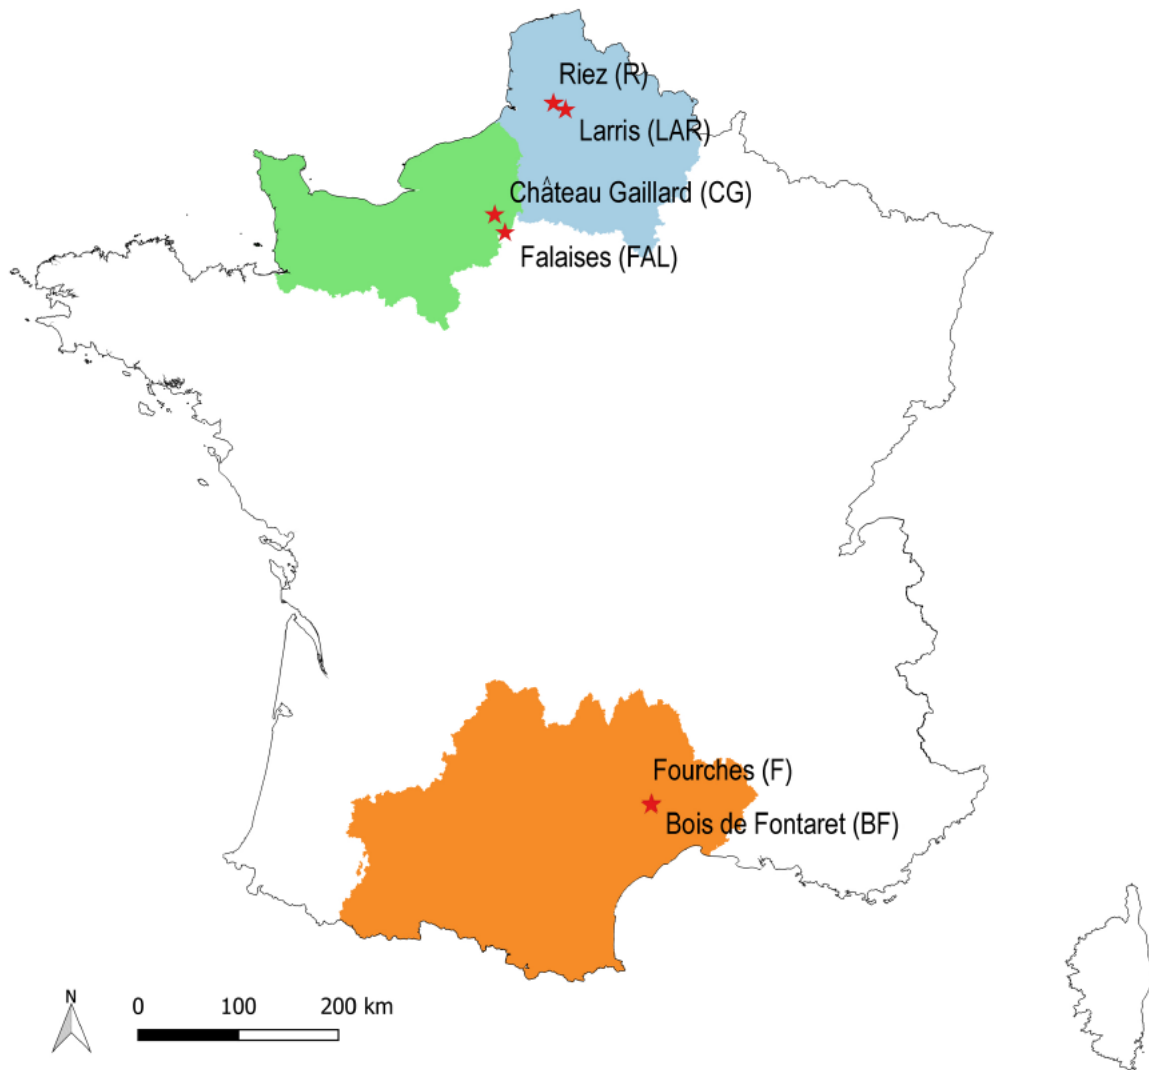 Riez (R)
Larris (LAR)
Château Gaillard (CG)
Falaises (FAL)
Fourches (F)
Bois de Fontaret (BF)
N
0 100 200 km